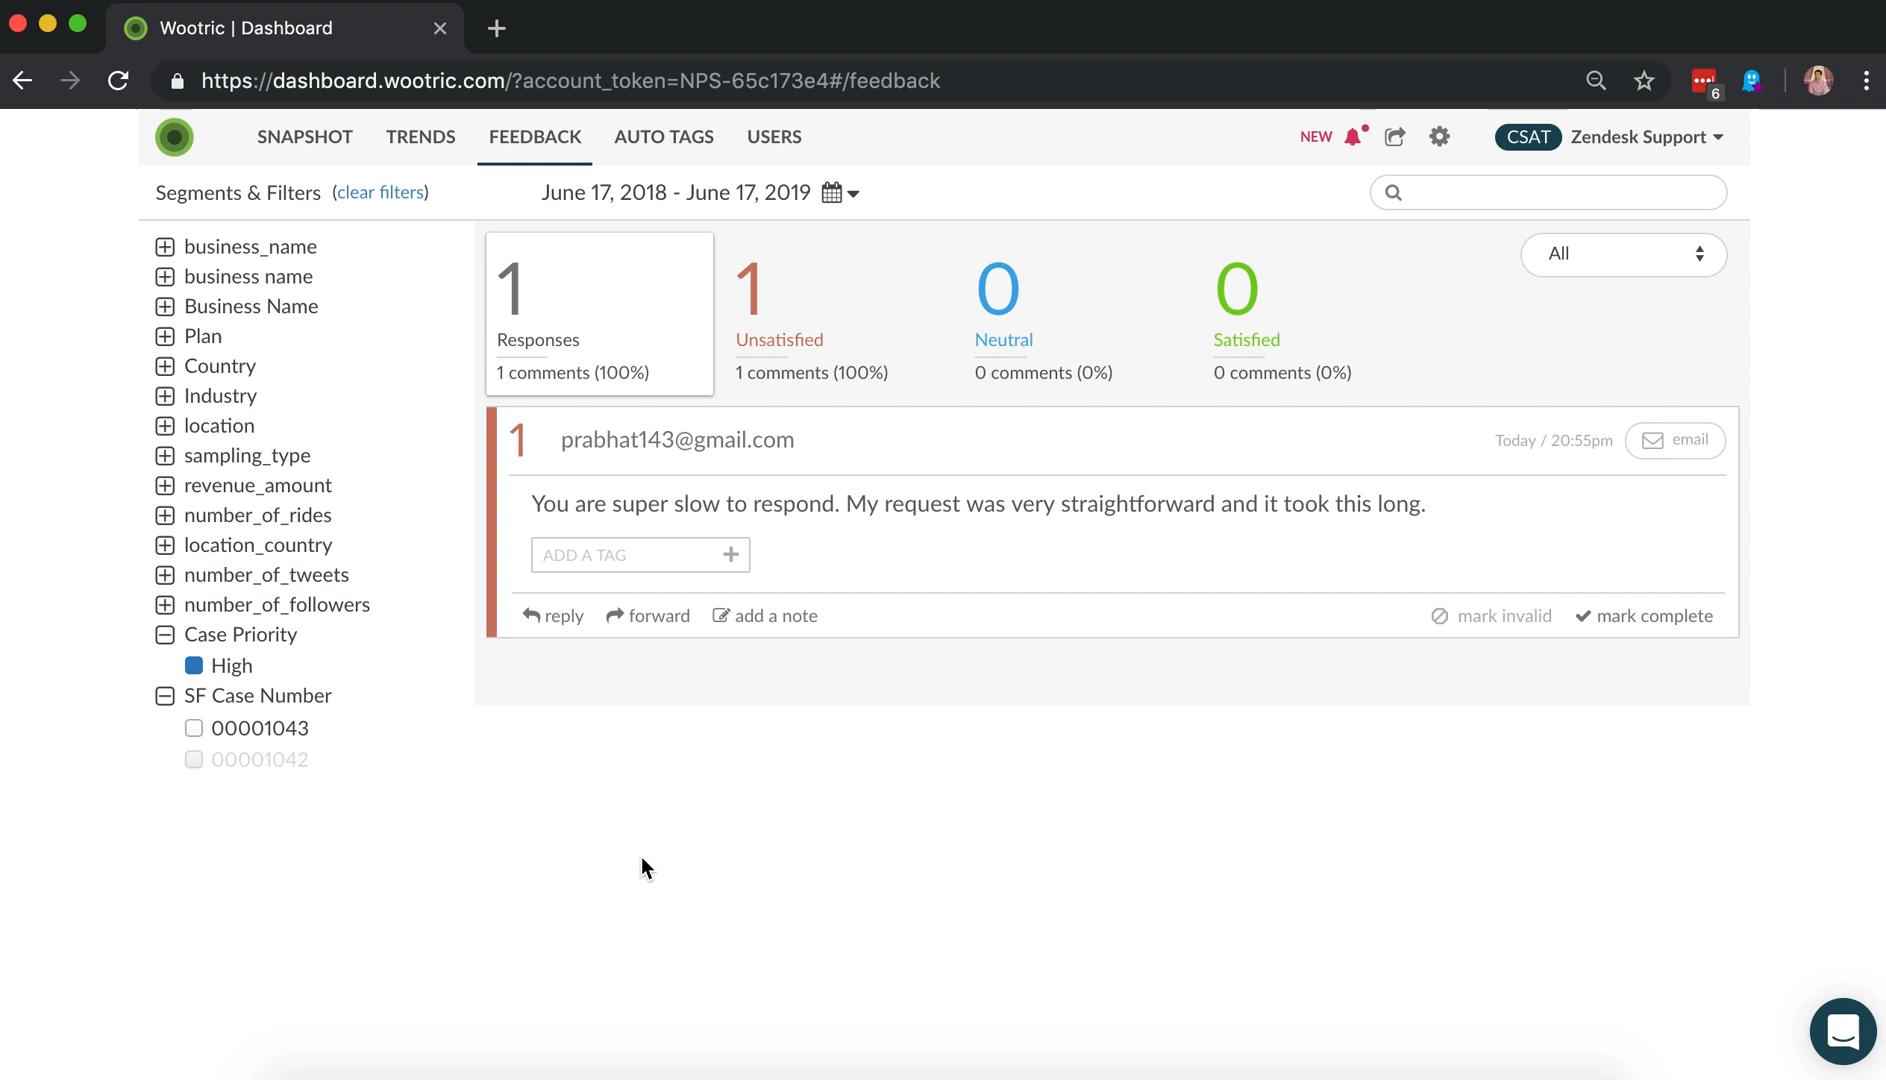 Wootric | Dashboard
https://dashboard.wootric.com/?account_token=NPS-65c173e4#/feedback
6
SNAPSHOT TRENDS FEEDBACK AUTO TAGS USERS NEW CSAT Zendesk Support
Segments & Filters (clear filters) June 17, 2018 - June 17, 2019
business_name
business name
Business Name
Plan
Country
Industry
location
sampling_type
revenue_amount
number_of_rides
location_country
number_of_tweets
number_of_followers
Case Priority
High
SF Case Number
00001043
00001042
1 1 0 0
Responses Unsatisfied Neutral Satisfied
1 comments (100%) 1 comments (100%) 0 comments (0%) 0 comments (0%)
All
1 prabhat143@gmail.com Today / 20:55pm email
You are super slow to respond. My request was very straightforward and it took this long.
ADD A TAG +
reply forward add a note mark invalid mark complete